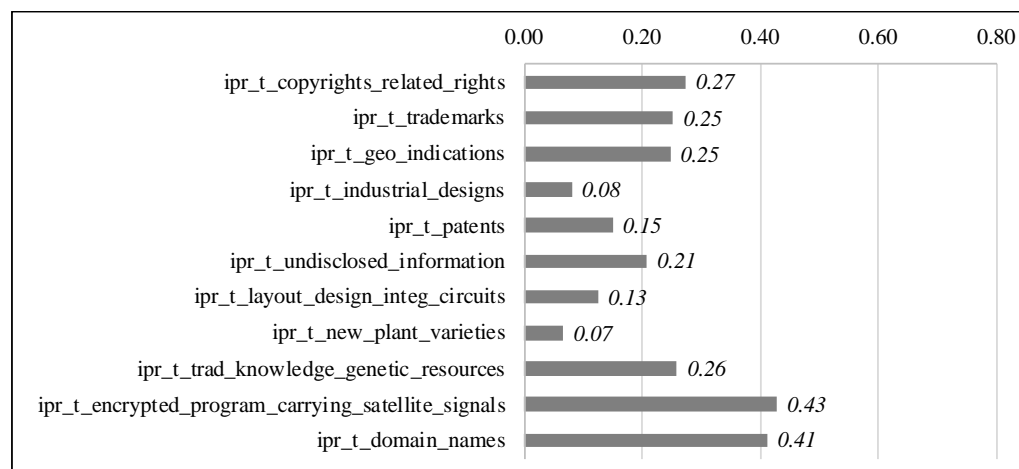 0.00 0.20 0.40 0.60 0.80
ipr_t_copyrights_related_rights 0.27
ipr_t_trademarks 0.25
ipr_t_geo_indications 0.25
ipr_t_industrial_designs 0.08
ipr_t_patents 0.15
ipr_t_undisclosed_information 0.21
ipr_t_layout_design_integ_circuits 0.13
ipr_t_new_plant_varieties 0.07
ipr_t_trad_knowledge_genetic_resources 0.26
ipr_t_encrypted_program_carrying_satellite_signals 0.43
ipr_t_domain_names 0.41